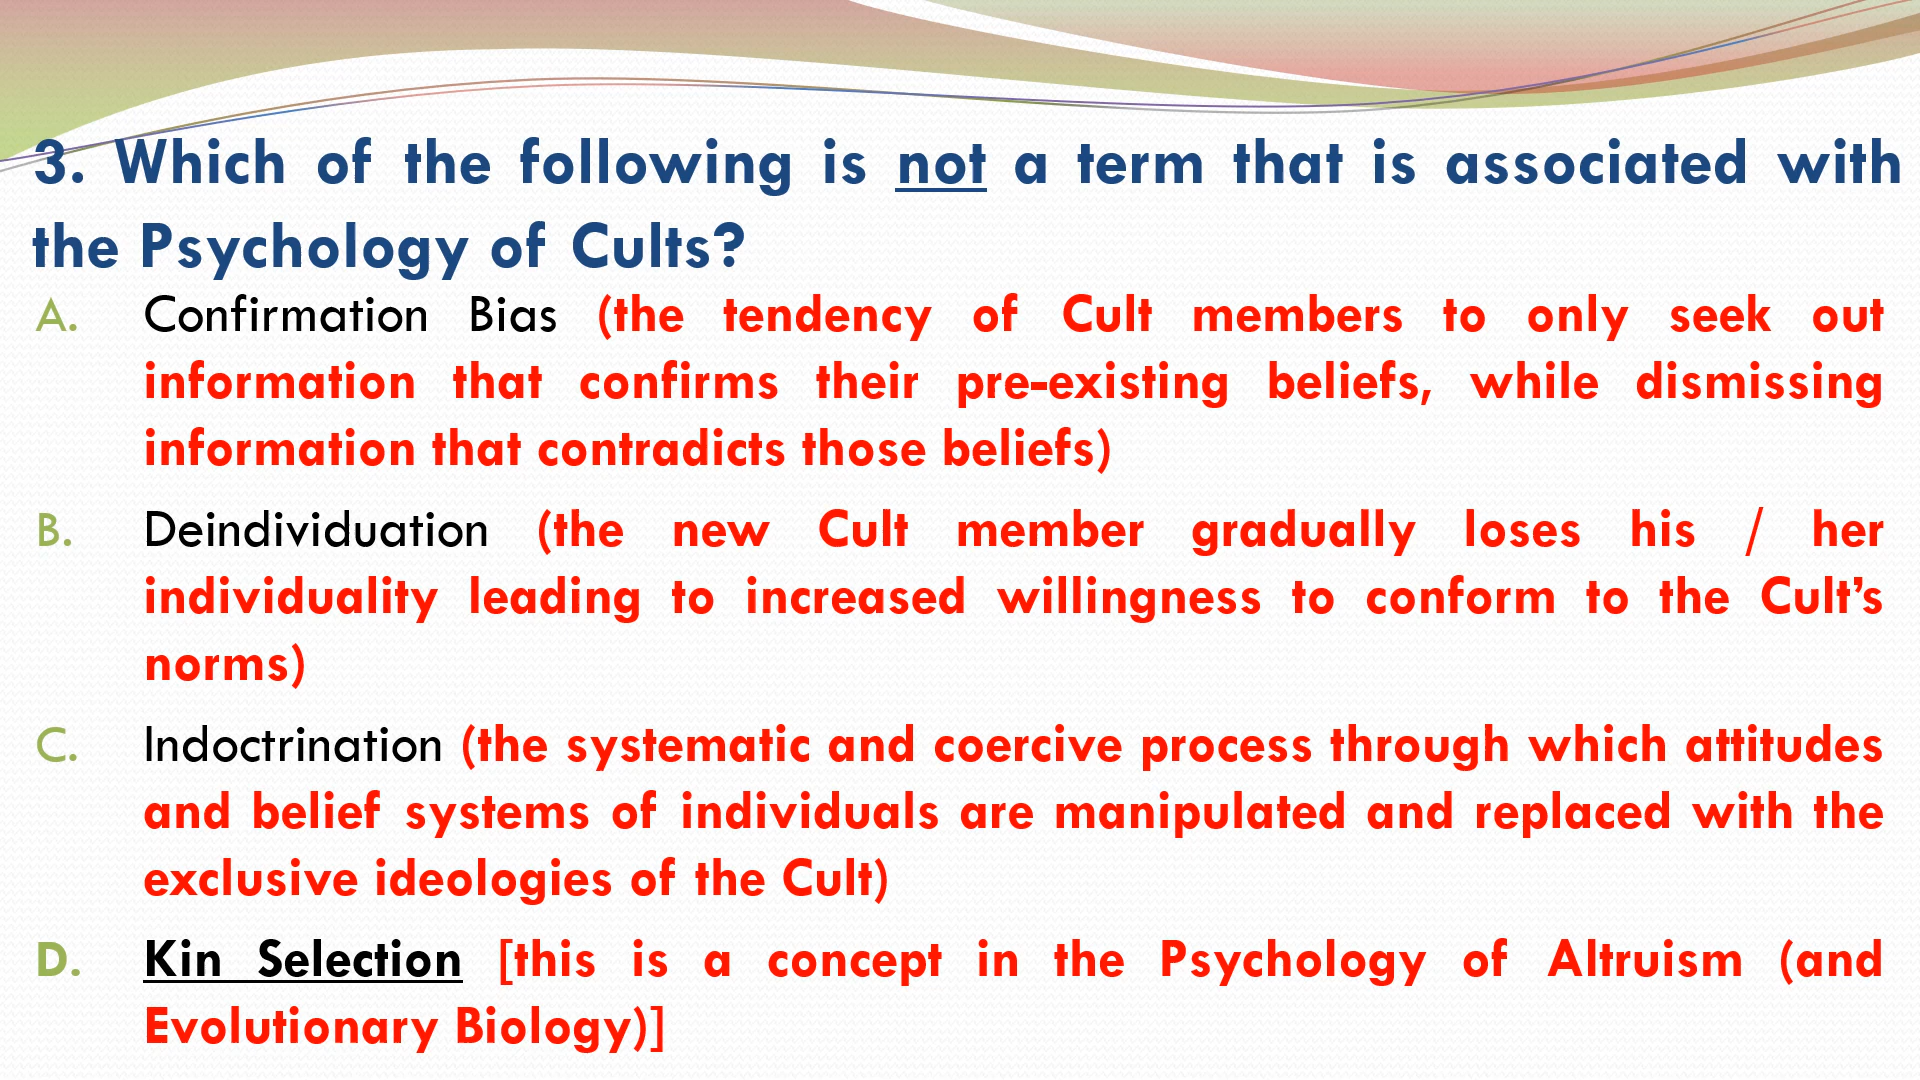 3. Which of the following is not a term that is associated with
the Psychology of Cults?
A. Confirmation Bias (the tendency of Cult members to only seek out
information that confirms their pre-existing beliefs, while dismissing
information that contradicts those beliefs)
B. Deindividuation (the new Cult member gradually loses his / her
individuality leading to increased willingness to conform to the Cult’s
norms)
C. Indoctrination (the systematic and coercive process through which attitudes
and belief systems of individuals are manipulated and replaced with the
exclusive ideologies of the Cult)
D. Kin Selection [this is a concept in the Psychology of Altruism (and
Evolutionary Biology)]